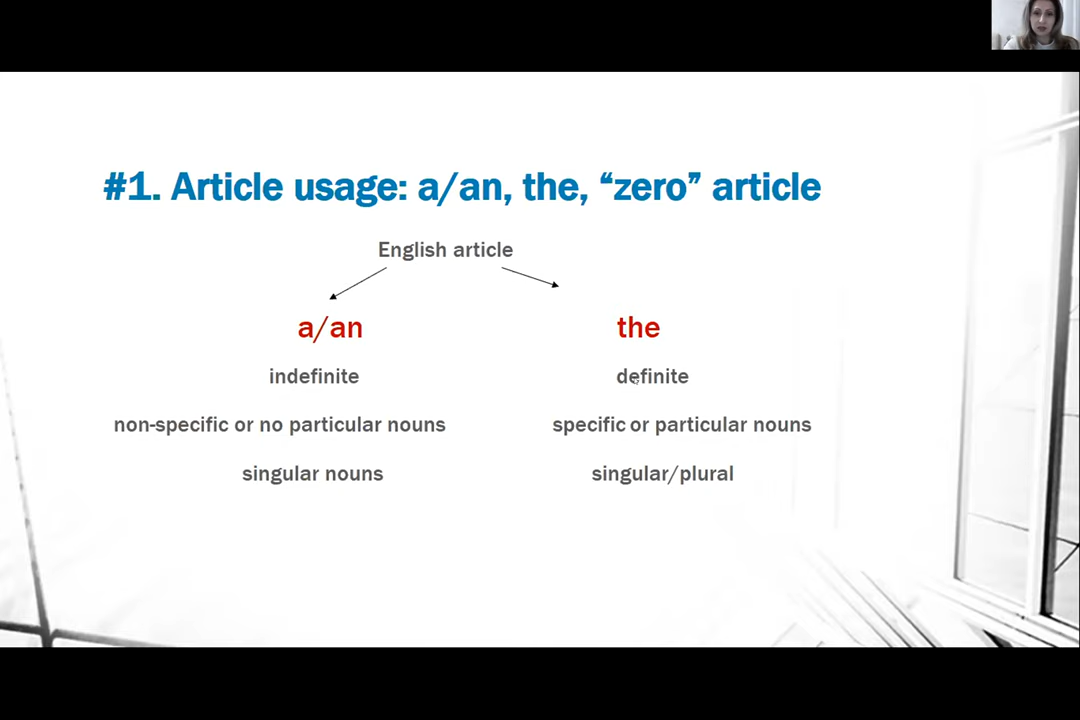 #1. Article usage: a/an, the, “zero” article
English article
a/an
the
indefinite
definite
non-specific or no particular nouns
specific or particular nouns
singular nouns
singular/plural